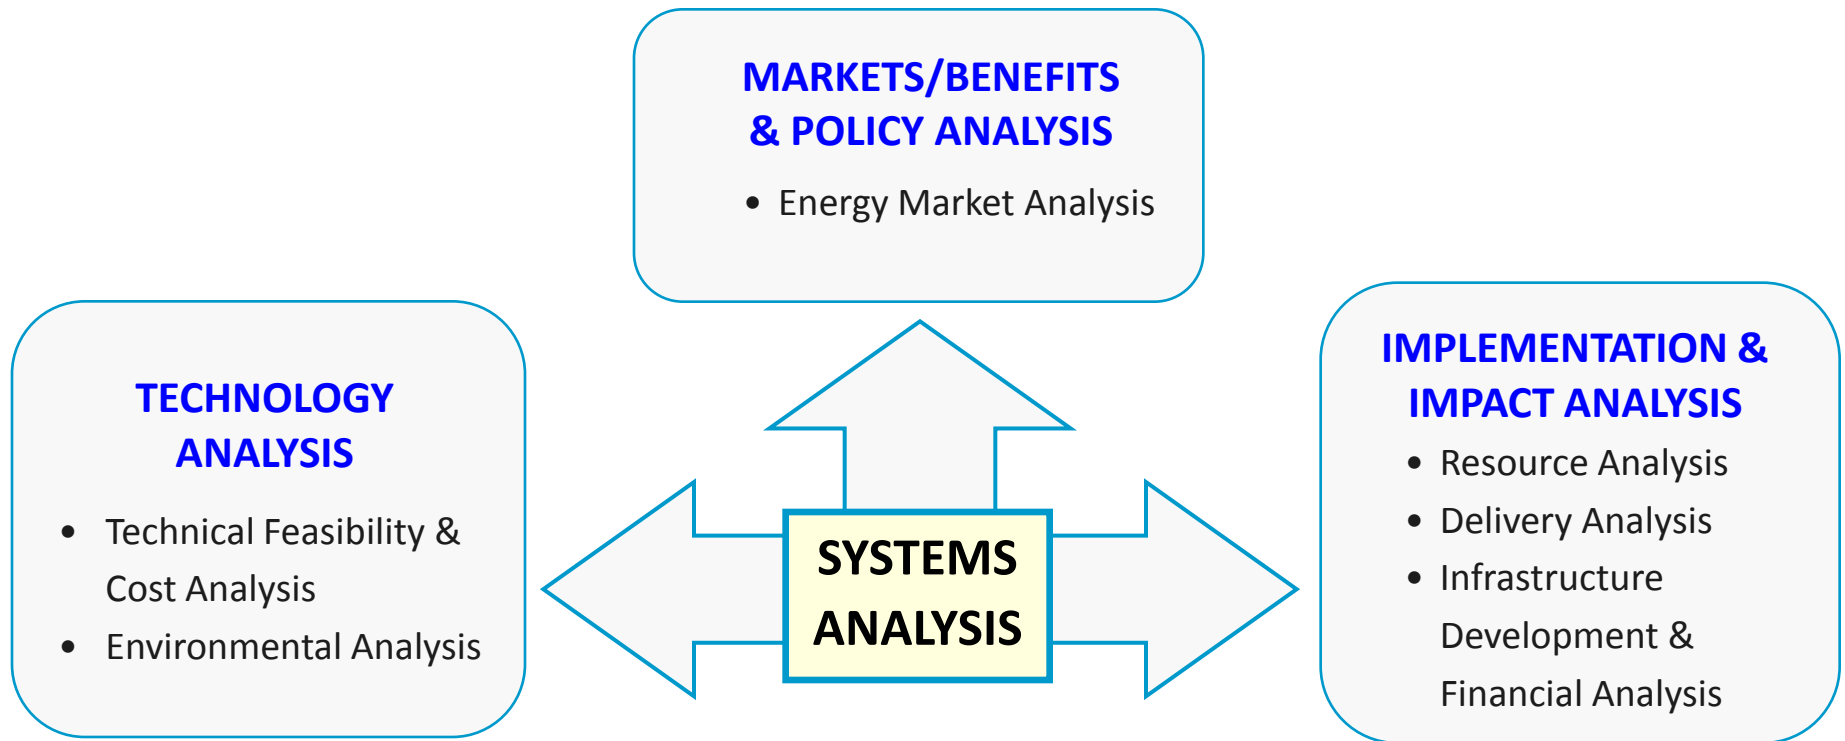 MARKETS/BENEFITS
& POLICY ANALYSIS
• Energy Market Analysis
TECHNOLOGY
ANALYSIS
• Technical Feasibility &
Cost Analysis
• Environmental Analysis
SYSTEMS
ANALYSIS
IMPLEMENTATION &
IMPACT ANALYSIS
• Resource Analysis
• Delivery Analysis
• Infrastructure
Development &
Financial Analysis